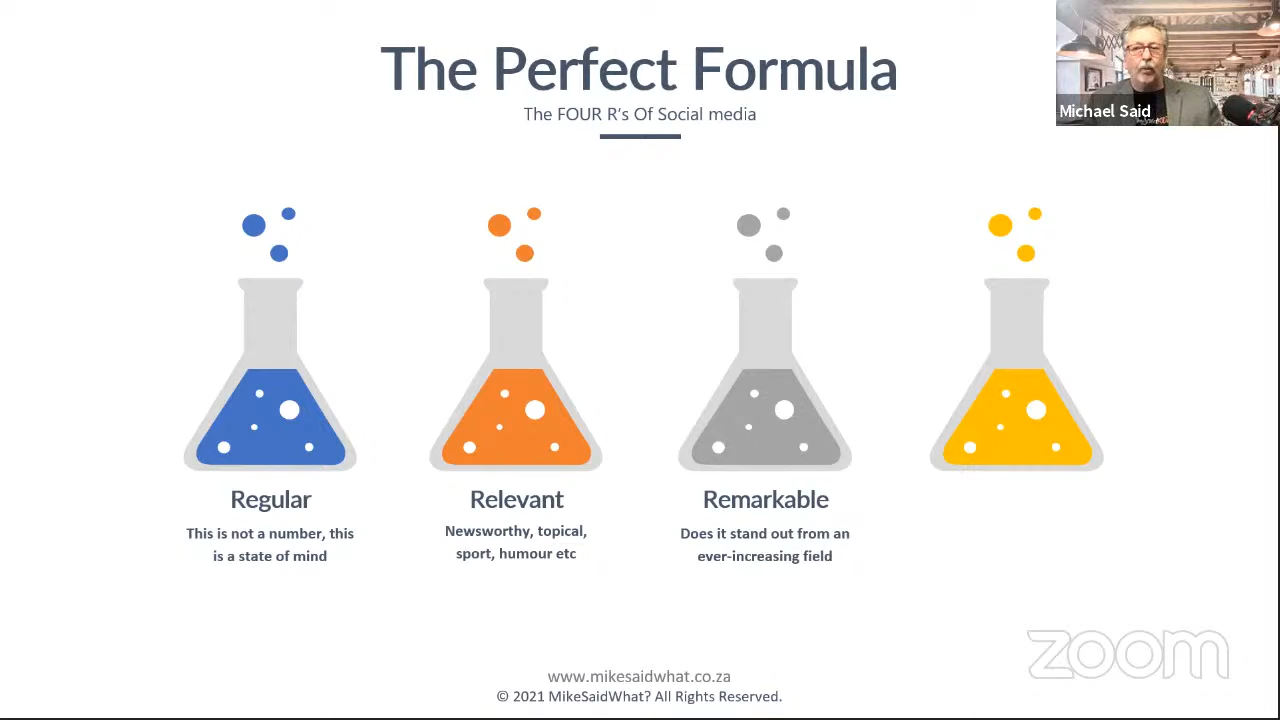 The Perfect Formula
The FOUR R's Of Social media
Michael Said
Regular
This is not a number, this
is a state of mind
Relevant
Newsworthy, topical,
sport, humour etc
Remarkable
Does it stand out from an
ever-increasing field
zoom
www.mikesaidwhat.co.za
© 2021 MikeSaidWhat? All Rights Reserved.